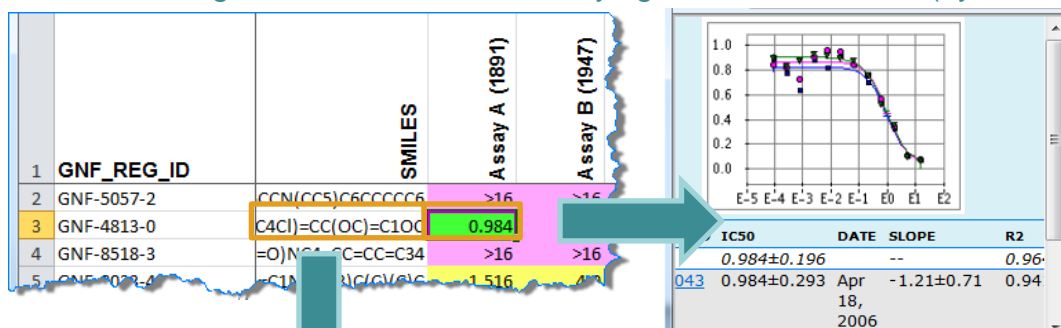 1 GNF_REG_ID SMILES Assay A (1891) Assay B (1947)
2 GNF-5057-2 CCN(CC5)C6CCCCC6 >16 >16
3 GNF-4813-0 C4Cl)=CC(OC)=C1OC 0.984
4 GNF-8518-3 =O)NC4=CC=CC=C34 >16 >16
5 1.516
1.0
0.8
0.6
0.4
0.2
0.0
E-5 E-4 E-3 E-2 E-1 E0 E1 E2
IC50 DATE SLOPE R2
0.984±0.196 -- 0.96
043 0.984±0.293 Apr -1.21±0.71 0.94
18,
2006